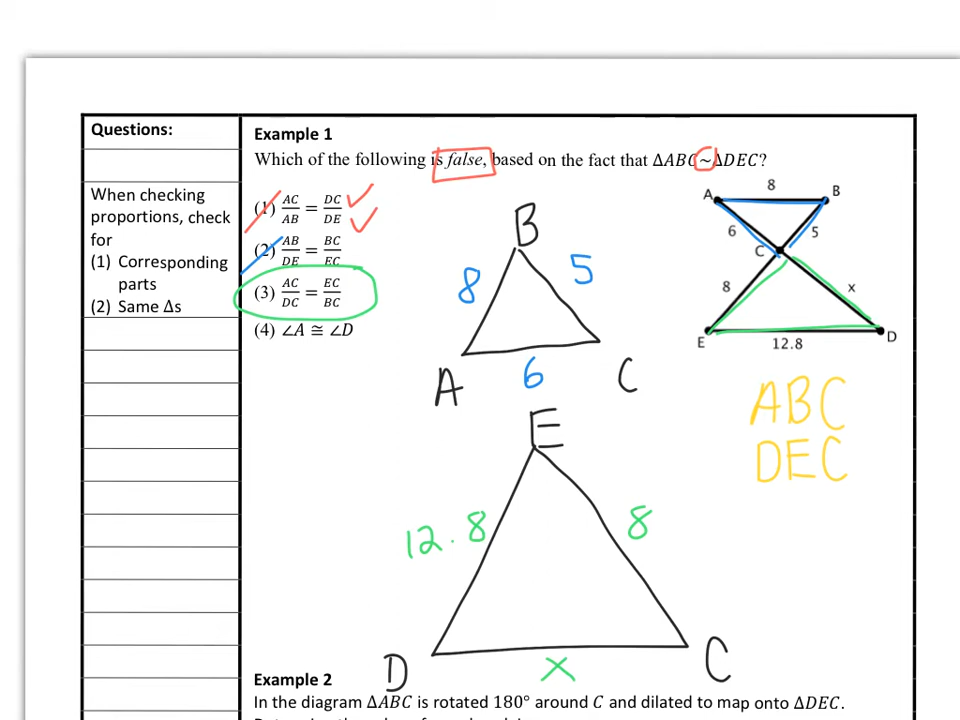 Questions:
When checking
proportions, check
for
(1) Corresponding
parts
(2) Same Δs
Example 1
Which of the following is false, based on the fact that ΔABC~ΔDEC?
(1) AC/AB = DC/DE
(2) AB/DE = BC/EC
(3) AC/DC = EC/BC
(4) ∠A ≅ ∠D
B
8
5
A
6
C
E
12.8
8
D
x
C
A
8
B
6
5
C
8
x
E
12.8
D
ABC
DEC
Example 2
In the diagram ΔABC is rotated 180° around C and dilated to map onto ΔDEC.